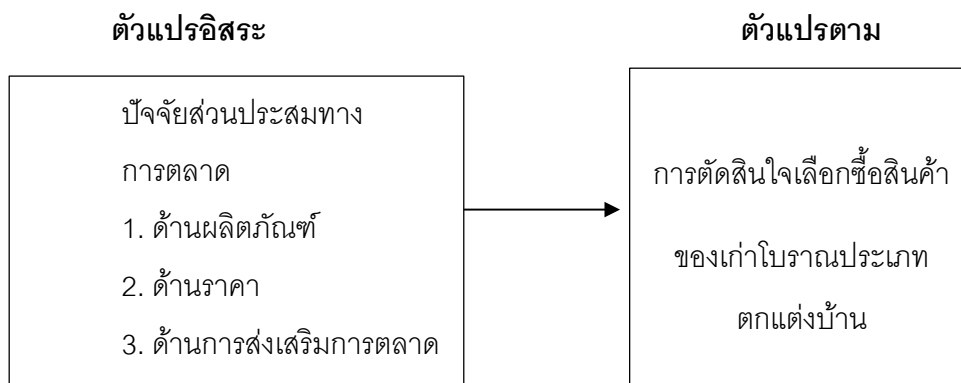 ตัวแปรอิสระ
ปัจจัยส่วนประสมทาง
การตลาด
1. ด้านผลิตภัณฑ์
2. ด้านราคา
3. ด้านการส่งเสริมการตลาด
ตัวแปรตาม
การตัดสินใจเลือกซื้อสินค้า
ของเก่าโบราณประเภท
ตกแต่งบ้าน